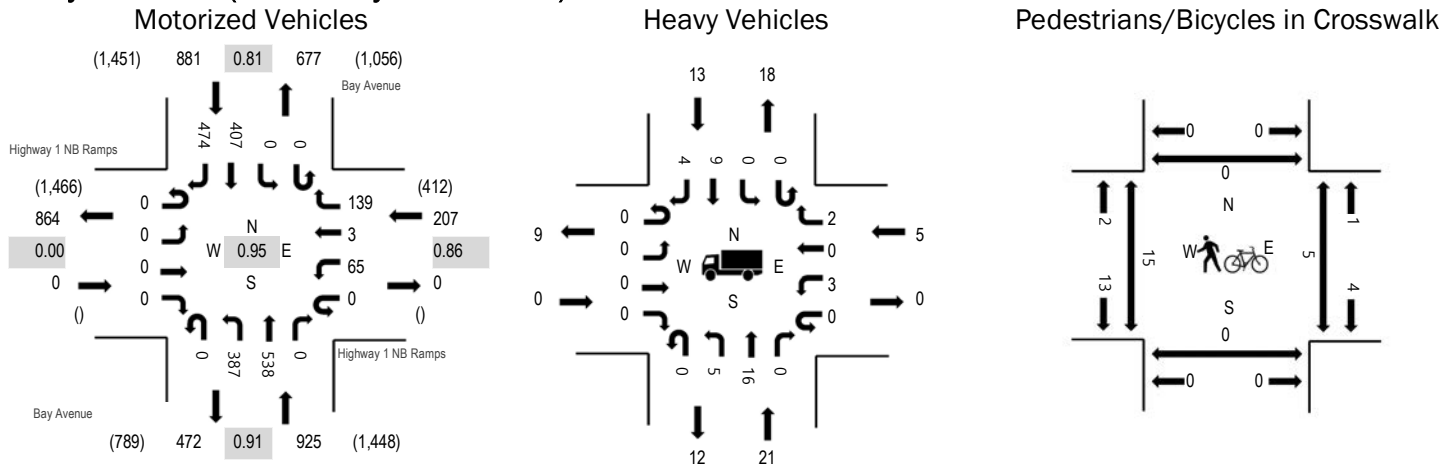 Motorized Vehicles
(1,451) 881 0.81 677 (1,056)
Bay Avenue
474 407 0 0
Highway 1 NB Ramps
(1,466) 0 139 (412)
864 0 N 3 207
0.00 W 0.95 E 0.86
0 0 S 65 0
() 0 0 ()
0 387 538 0
Highway 1 NB Ramps
Bay Avenue
(789) 472 0.91 925 (1,448)
Heavy Vehicles
13 18
4 9 0 0
0 2
9 0 N 0 5
W E
0 0 S 3 0
0 0
0 5 16 0
12 21
Pedestrians/Bicycles in Crosswalk
0 0
0
2 N 1
15 W E 5
13 S 4
0
0 0